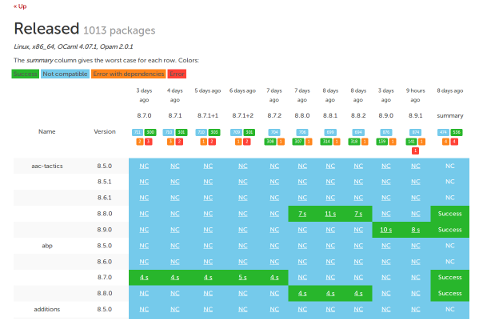 < Up
Released 1013 packages
Linux, x86_64, OCaml 4.07.1, Opam 2.0.1
The summary column gives the worst case for each row. Colors:
Success Not compatible Error with dependencies Error
3 days ago 4 days ago 5 days ago 6 days ago 7 days ago 7 days ago 8 days ago 8 days ago 3 days ago 9 hours ago 8 days ago
8.7.0 8.7.1 8.7.1+1 8.7.1+2 8.7.2 8.8.0 8.8.1 8.8.2 8.9.0 8.9.1 summary
Name Version
aac-tactics 8.5.0 NC NC NC NC NC NC NC NC NC NC NC
8.5.1 NC NC NC NC NC NC NC NC NC NC NC
8.6.1 NC NC NC NC NC NC NC NC NC NC NC
8.8.0 NC NC NC NC NC 7 s 11 s 7 s NC NC Success
8.9.0 NC NC NC NC NC NC NC NC 10 s 8 s Success
abp 8.5.0 NC NC NC NC NC NC NC NC NC NC NC
8.6.0 NC NC NC NC NC NC NC NC NC NC NC
8.7.0 4 s 4 s 4 s 5 s 4 s NC NC NC NC NC Success
8.8.0 NC NC NC NC NC 4 s 4 s 4 s NC NC Success
additions 8.5.0 NC NC NC NC NC NC NC NC NC NC NC